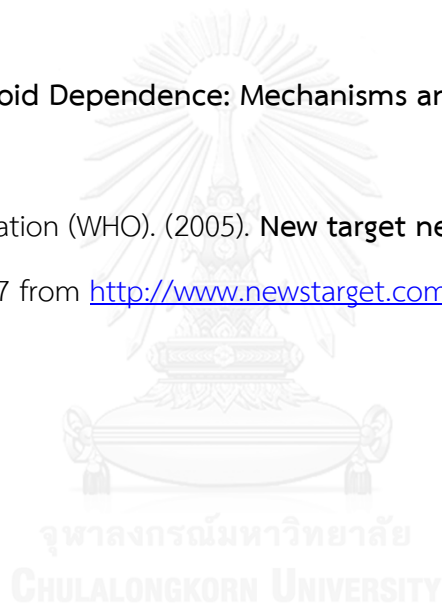 oid Dependence: Mechanisms an
ation (WHO). (2005). New target ne
7 from http://www.newstarget.com
จุฬาลงกรณ์มหาวิทยาลัย
CHULALONGKORN UNIVERSITY